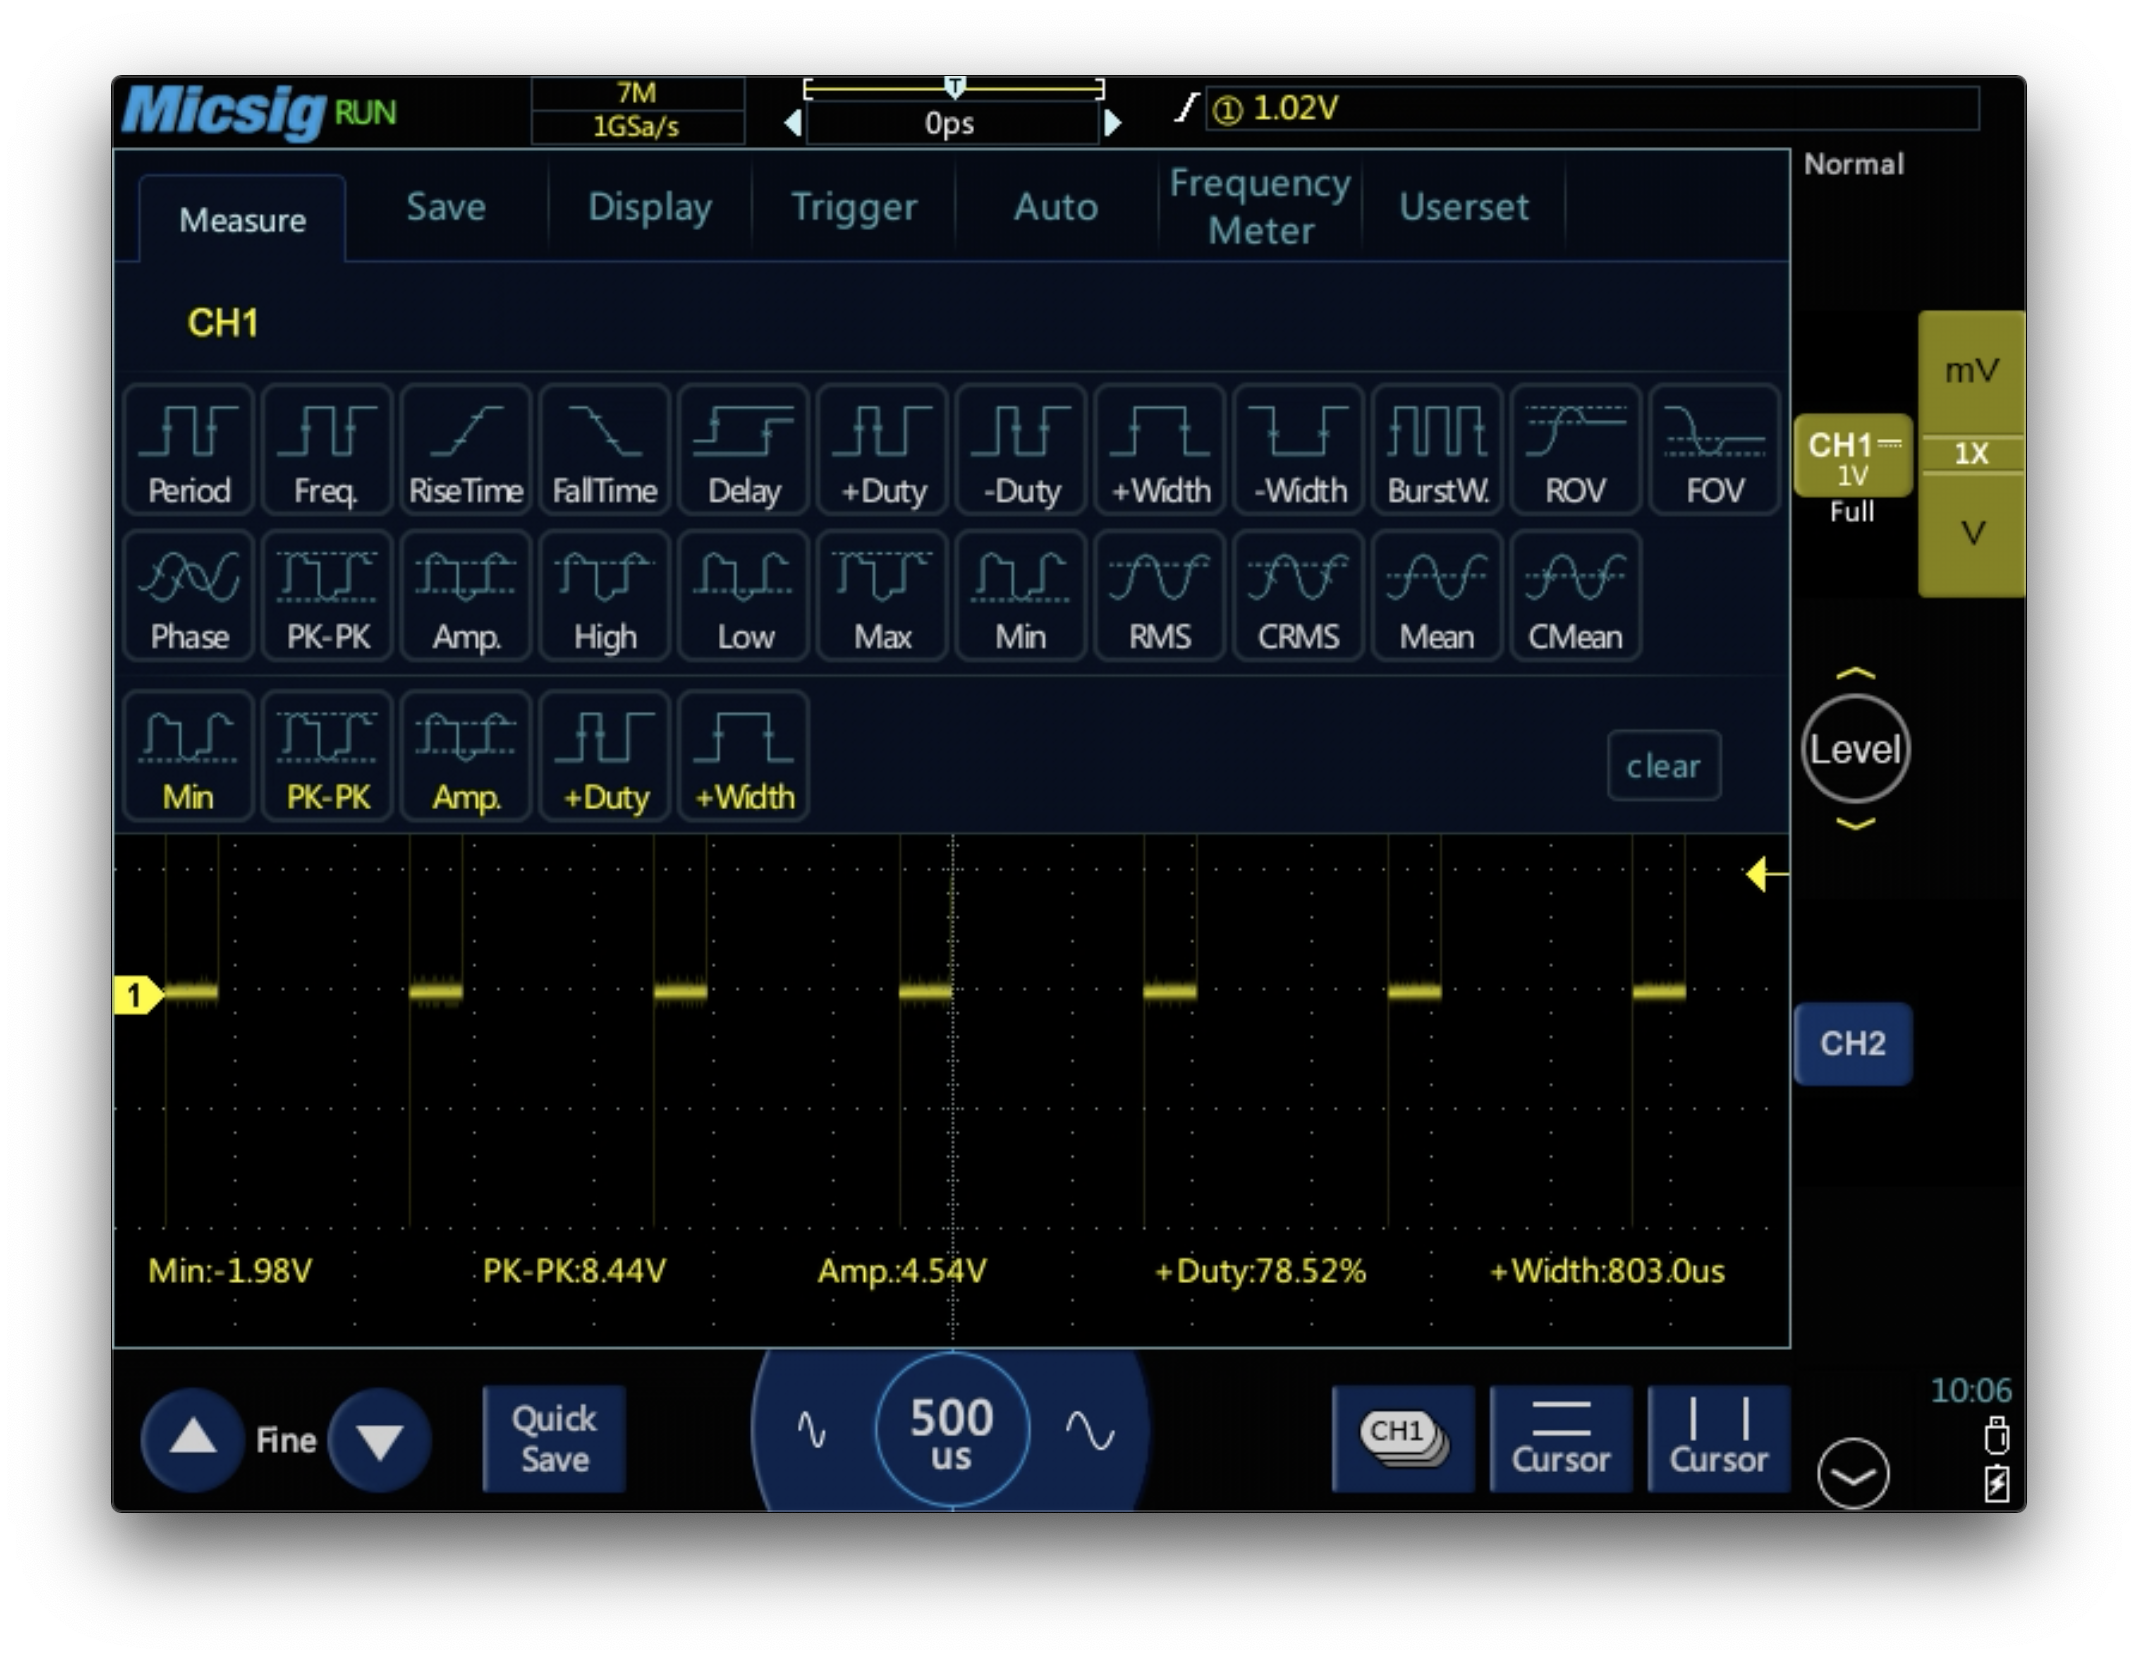 Micsig RUN 7M T ① 1.02V
1GSa/s 0ps
Normal
Measure Save Display Trigger Auto Frequency Meter Userset
CH1
mV
Period Freq. RiseTime FallTime Delay +Duty -Duty +Width -Width BurstW. ROV FOV
CH1 1X
1V
Full
V
Phase PK-PK Amp. High Low Max Min RMS CRMS Mean CMean
Min PK-PK Amp. +Duty +Width clear
Level
1
CH2
Min:-1.98V PK-PK:8.44V Amp.:4.54V +Duty:78.52% +Width:803.0us
10:06
Fine Quick Save 500 us CH1 Cursor Cursor